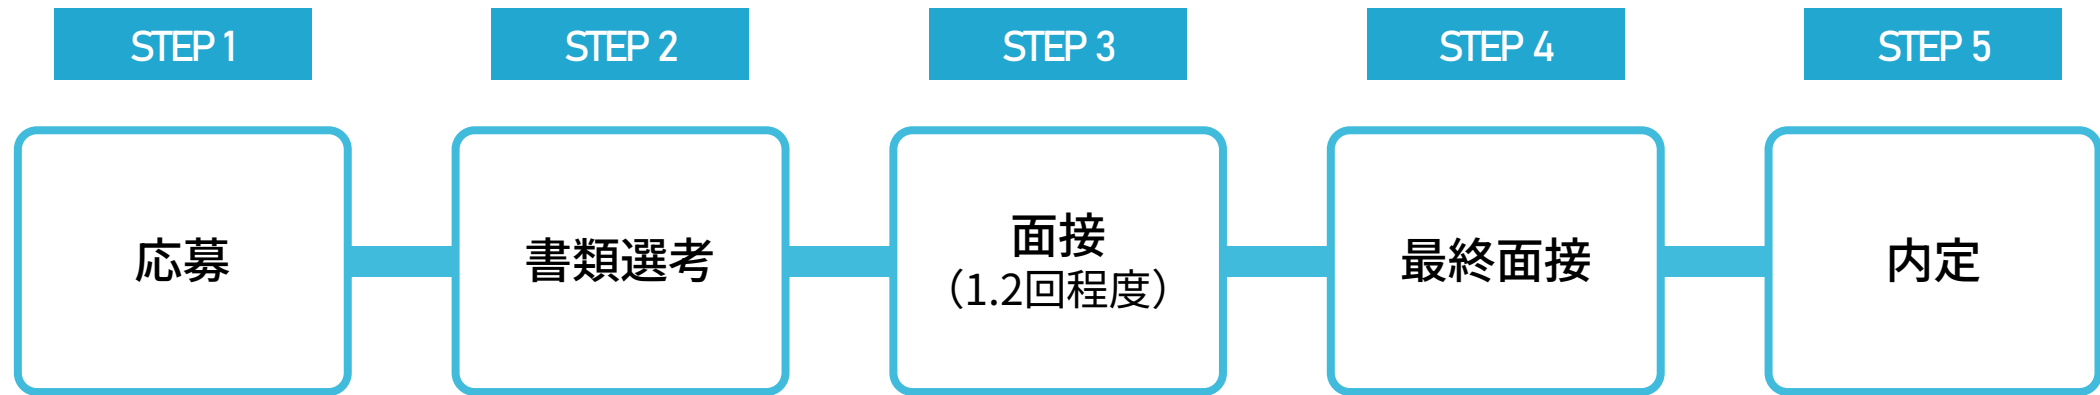 STEP 1
応募
STEP 2
書類選考
STEP 3
面接
（1.2回程度）
STEP 4
最終面接
STEP 5
内定